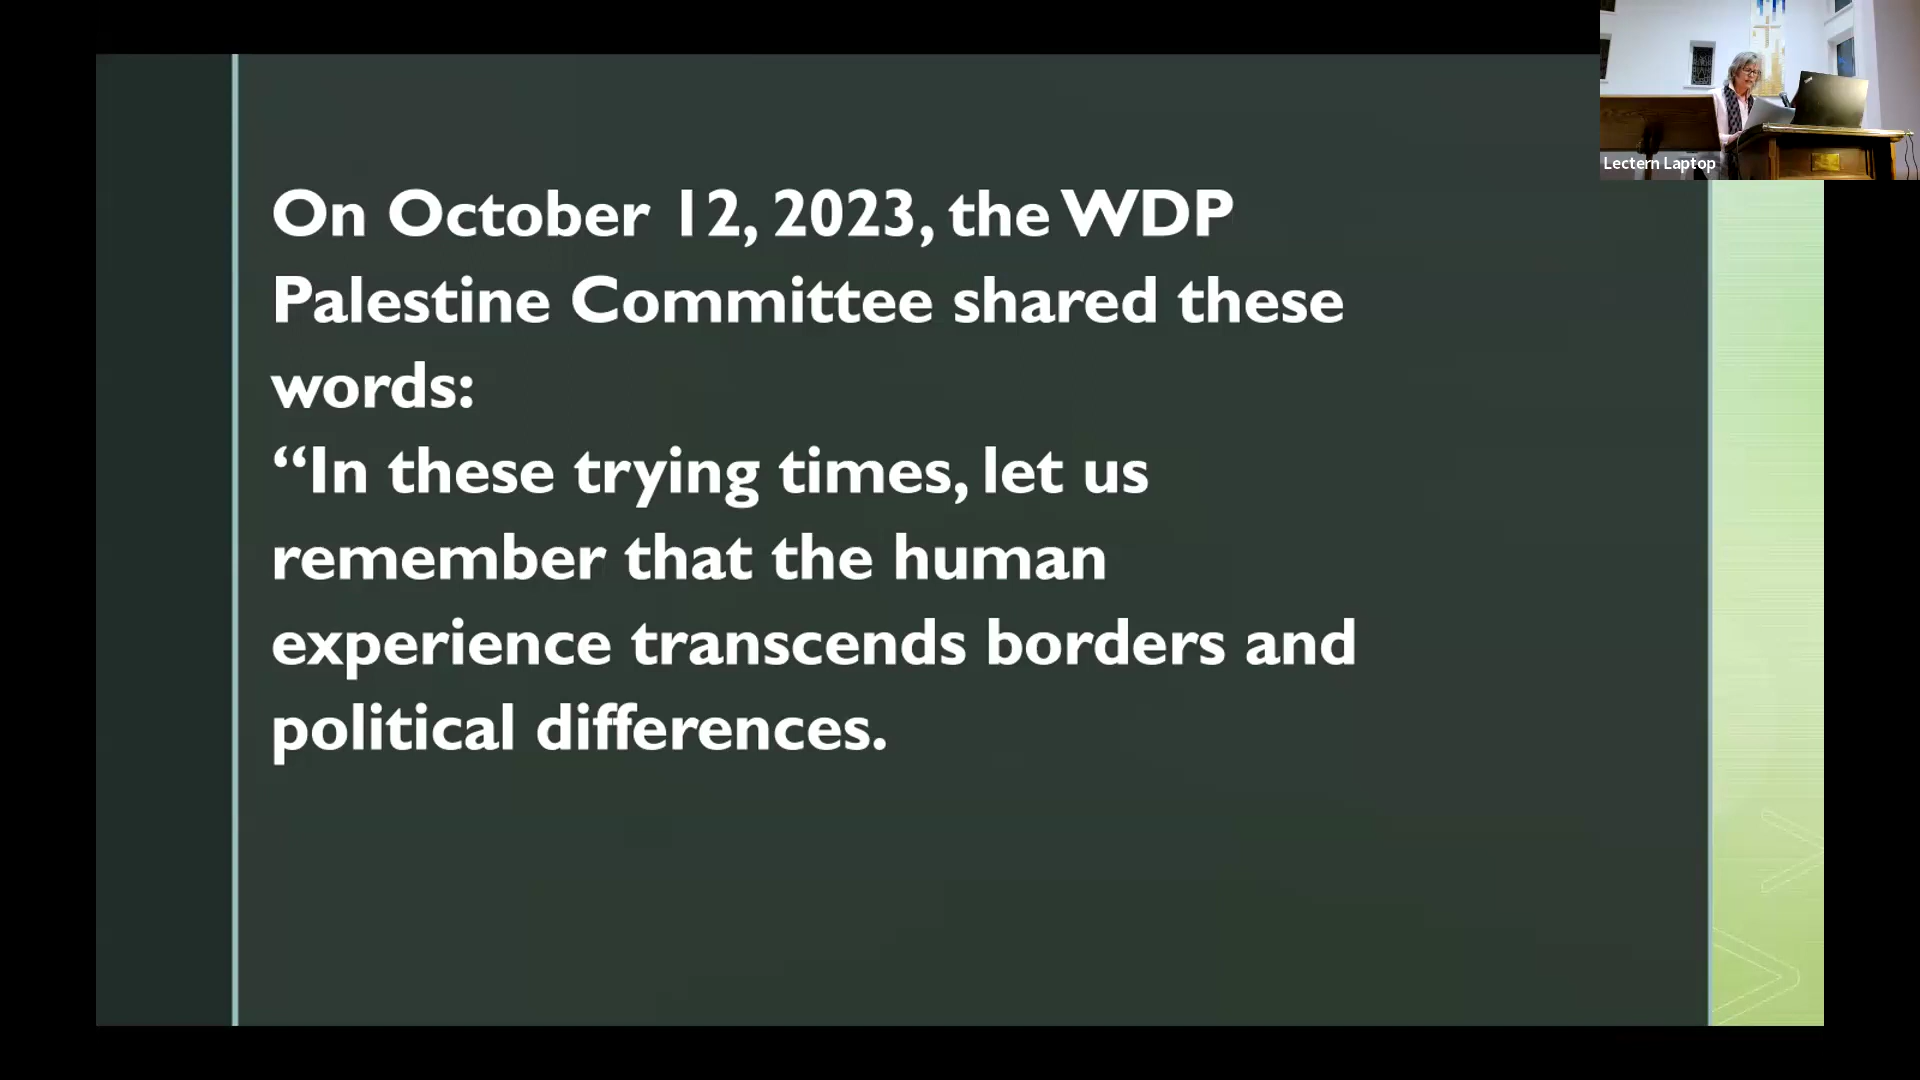 On October 12, 2023, the WDP
Palestine Committee shared these
words:
“In these trying times, let us
remember that the human
experience transcends borders and
political differences.
Lectern Laptop